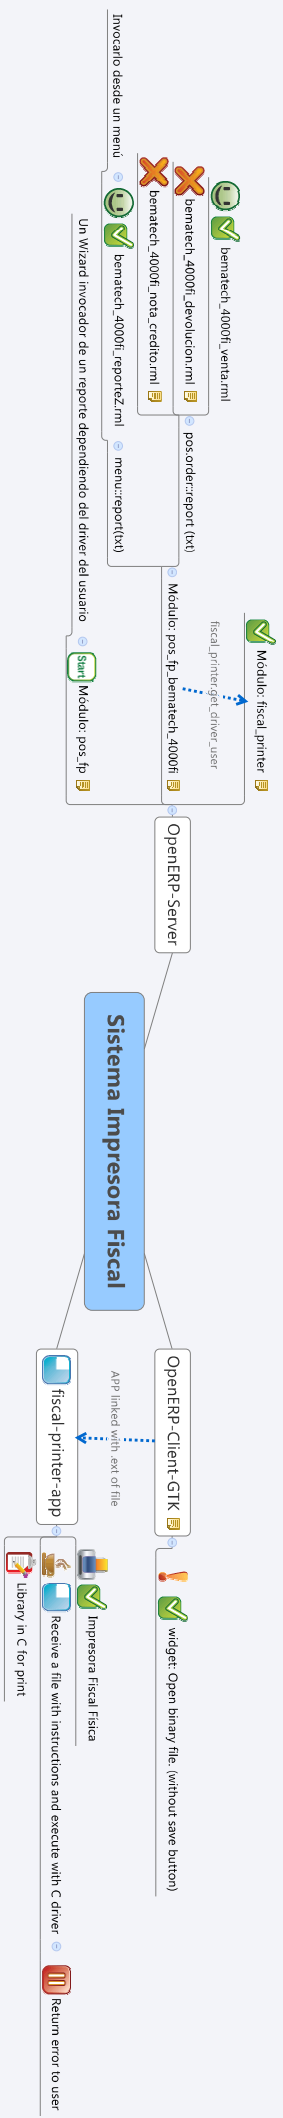 Sistema Impresora Fiscal
OpenERP-Server
Módulo: fiscal_printer
fiscal_printer.get_driver_user
Módulo: pos_fp_bematech_4000fi
pos.order::report (txt)
bematech_4000fi_venta.rml
bematech_4000fi_devolucion.rml
bematech_4000fi_nota_credito.rml
menu::report(txt)
bematech_4000fi_reporteZ.rml
Invocarlo desde un menú
Start
Módulo: pos_fp
Un Wizard invocador de un reporte dependiendo del driver del usuario
OpenERP-Client-GTK
widget: Open binary file. (without save button)
APP linked with .ext of file
fiscal-printer-app
Impresora Fiscal Física
Receive a file with instructions and execute with C driver
Return error to user
Library in C for print